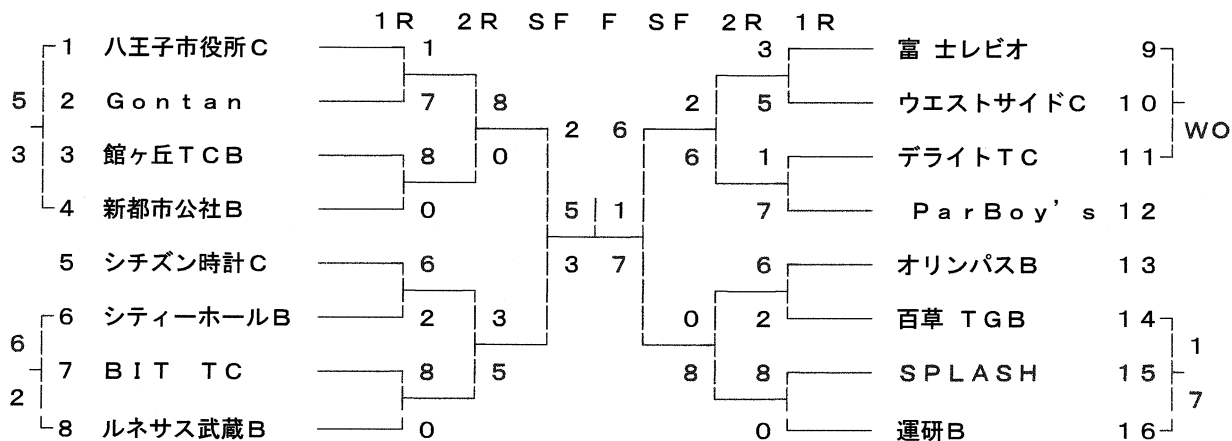 1R 2R SF F SF 2R 1R
1 八王子市役所C 1 3 富 士レビオ 9
5 2 Gontan 7 8 2 5 ウエストサイドC 10
2 6 WO
3 3 館ヶ丘TCB 8 0 6 1 デライトTC 11
4 新都市公社B 0 5 1 7 ParBoy's 12
5 シチズン時計C 6 3 7 6 オリンパスB 13
6 シティーホールB 2 3 0 2 百草 TGB 14
6 1
7 BIT TC 8 5 8 8 SPLASH 15
2 7
8 ルネサス武蔵B 0 0 運研B 16